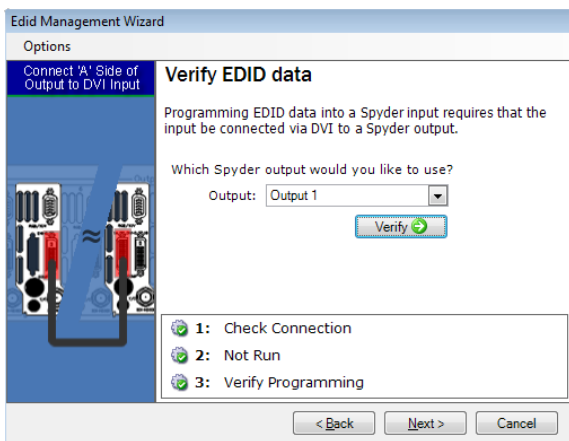 Edid Management Wizard
Options
Connect 'A' Side of
Output to DVI Input
Verify EDID data
Programming EDID data into a Spyder input requires that the
input be connected via DVI to a Spyder output.
Which Spyder output would you like to use?
Output: Output 1
Verify
1: Check Connection
2: Not Run
3: Verify Programming
< Back Next > Cancel